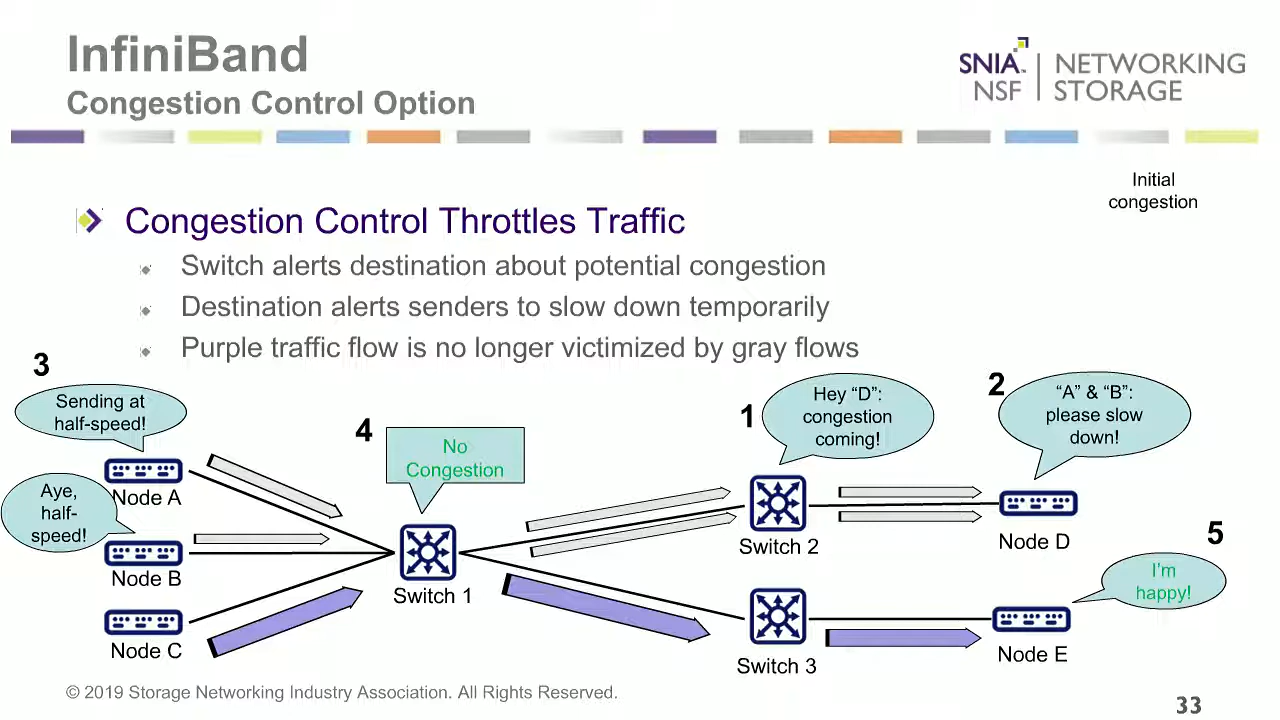 InfiniBand
Congestion Control Option
SNIA™ NSF
NETWORKING
STORAGE
Initial
congestion
Congestion Control Throttles Traffic
Switch alerts destination about potential congestion
Destination alerts senders to slow down temporarily
Purple traffic flow is no longer victimized by gray flows
3
Sending at
half-speed!
Node A
Aye,
half-
speed!
Node B
Node C
4
No
Congestion
Switch 1
1
Hey “D”:
congestion
coming!
Switch 2
Switch 3
2
“A” & “B”:
please slow
down!
Node D
5
I’m
happy!
Node E
© 2019 Storage Networking Industry Association. All Rights Reserved.
33